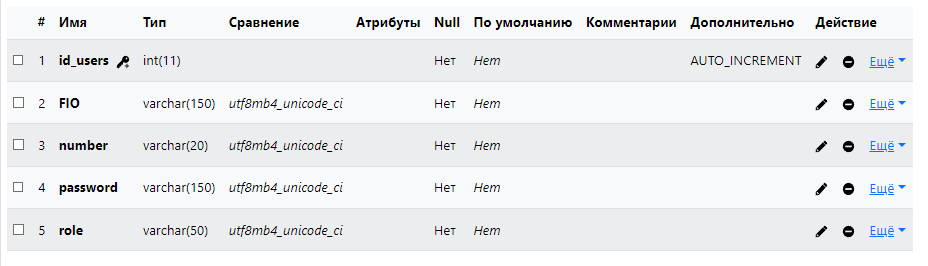 # Имя Тип Сравнение Атрибуты Null По умолчанию Комментарии Дополнительно Действие
1 id_users int(11) Нет Нет AUTO_INCREMENT Ещё
2 FIO varchar(150) utf8mb4_unicode_ci Нет Нет Ещё
3 number varchar(20) utf8mb4_unicode_ci Нет Нет Ещё
4 password varchar(150) utf8mb4_unicode_ci Нет Нет Ещё
5 role varchar(50) utf8mb4_unicode_ci Нет Нет Ещё